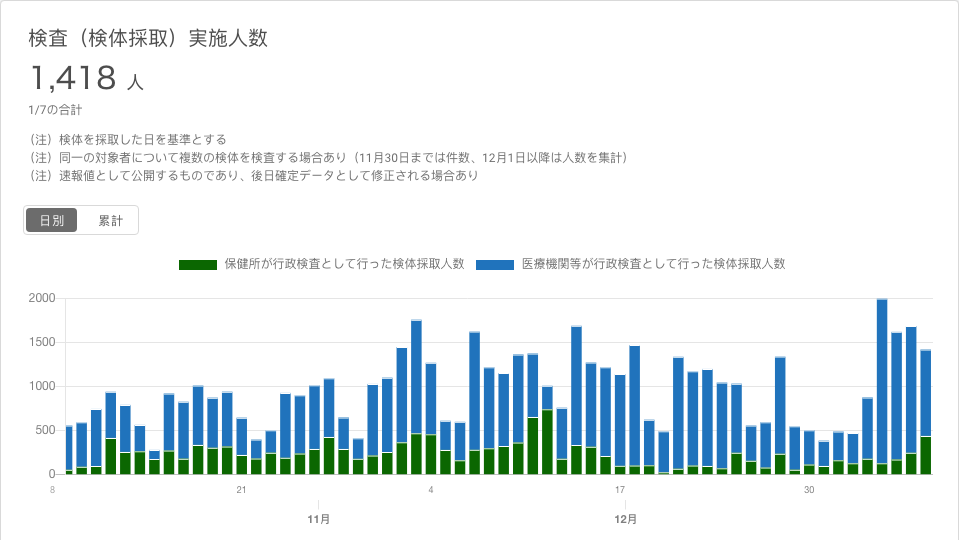 検査（検体採取）実施人数
1,418 人
1/7の合計
（注）検体を採取した日を基準とする
（注）同一の対象者について複数の検体を検査する場合あり（11月30日までは件数、12月1日以降は人数を集計）
（注）速報値として公開するものであり、後日確定データとして修正される場合あり
日別 累計
保健所が行政検査として行った検体採取人数 医療機関等が行政検査として行った検体採取人数
2000
1500
1000
500
0
8 21 4 17 30
11月 12月